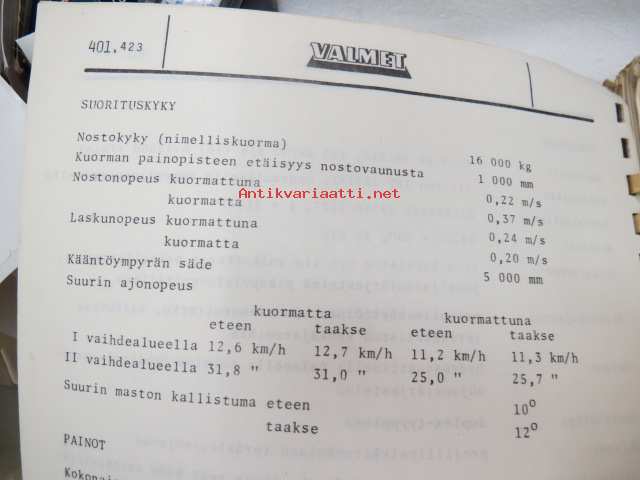 401,423
VALMET
SUORITUSKYKY
Nostokyky (nimelliskuorma) 16 000 kg
Kuorman painopisteen etäisyys nostovaunusta 1 000 mm
Nostonopeus kuormattuna 0,22 m/s
kuormatta 0,37 m/s
Laskunopeus kuormattuna 0,24 m/s
kuormatta 0,20 m/s
Kääntöympyrän säde 5 000 mm
Suurin ajonopeus
kuormatta kuormattuna
eteen taakse eteen taakse
I vaihdealueella 12,6 km/h 12,7 km/h 11,2 km/h 11,3 km/h
II vaihdealueella 31,8 " 31,0 " 25,0 " 25,7 "
Suurin maston kallistuma eteen 10°
taakse 12°
PAINOT
Antikvariaatti.net